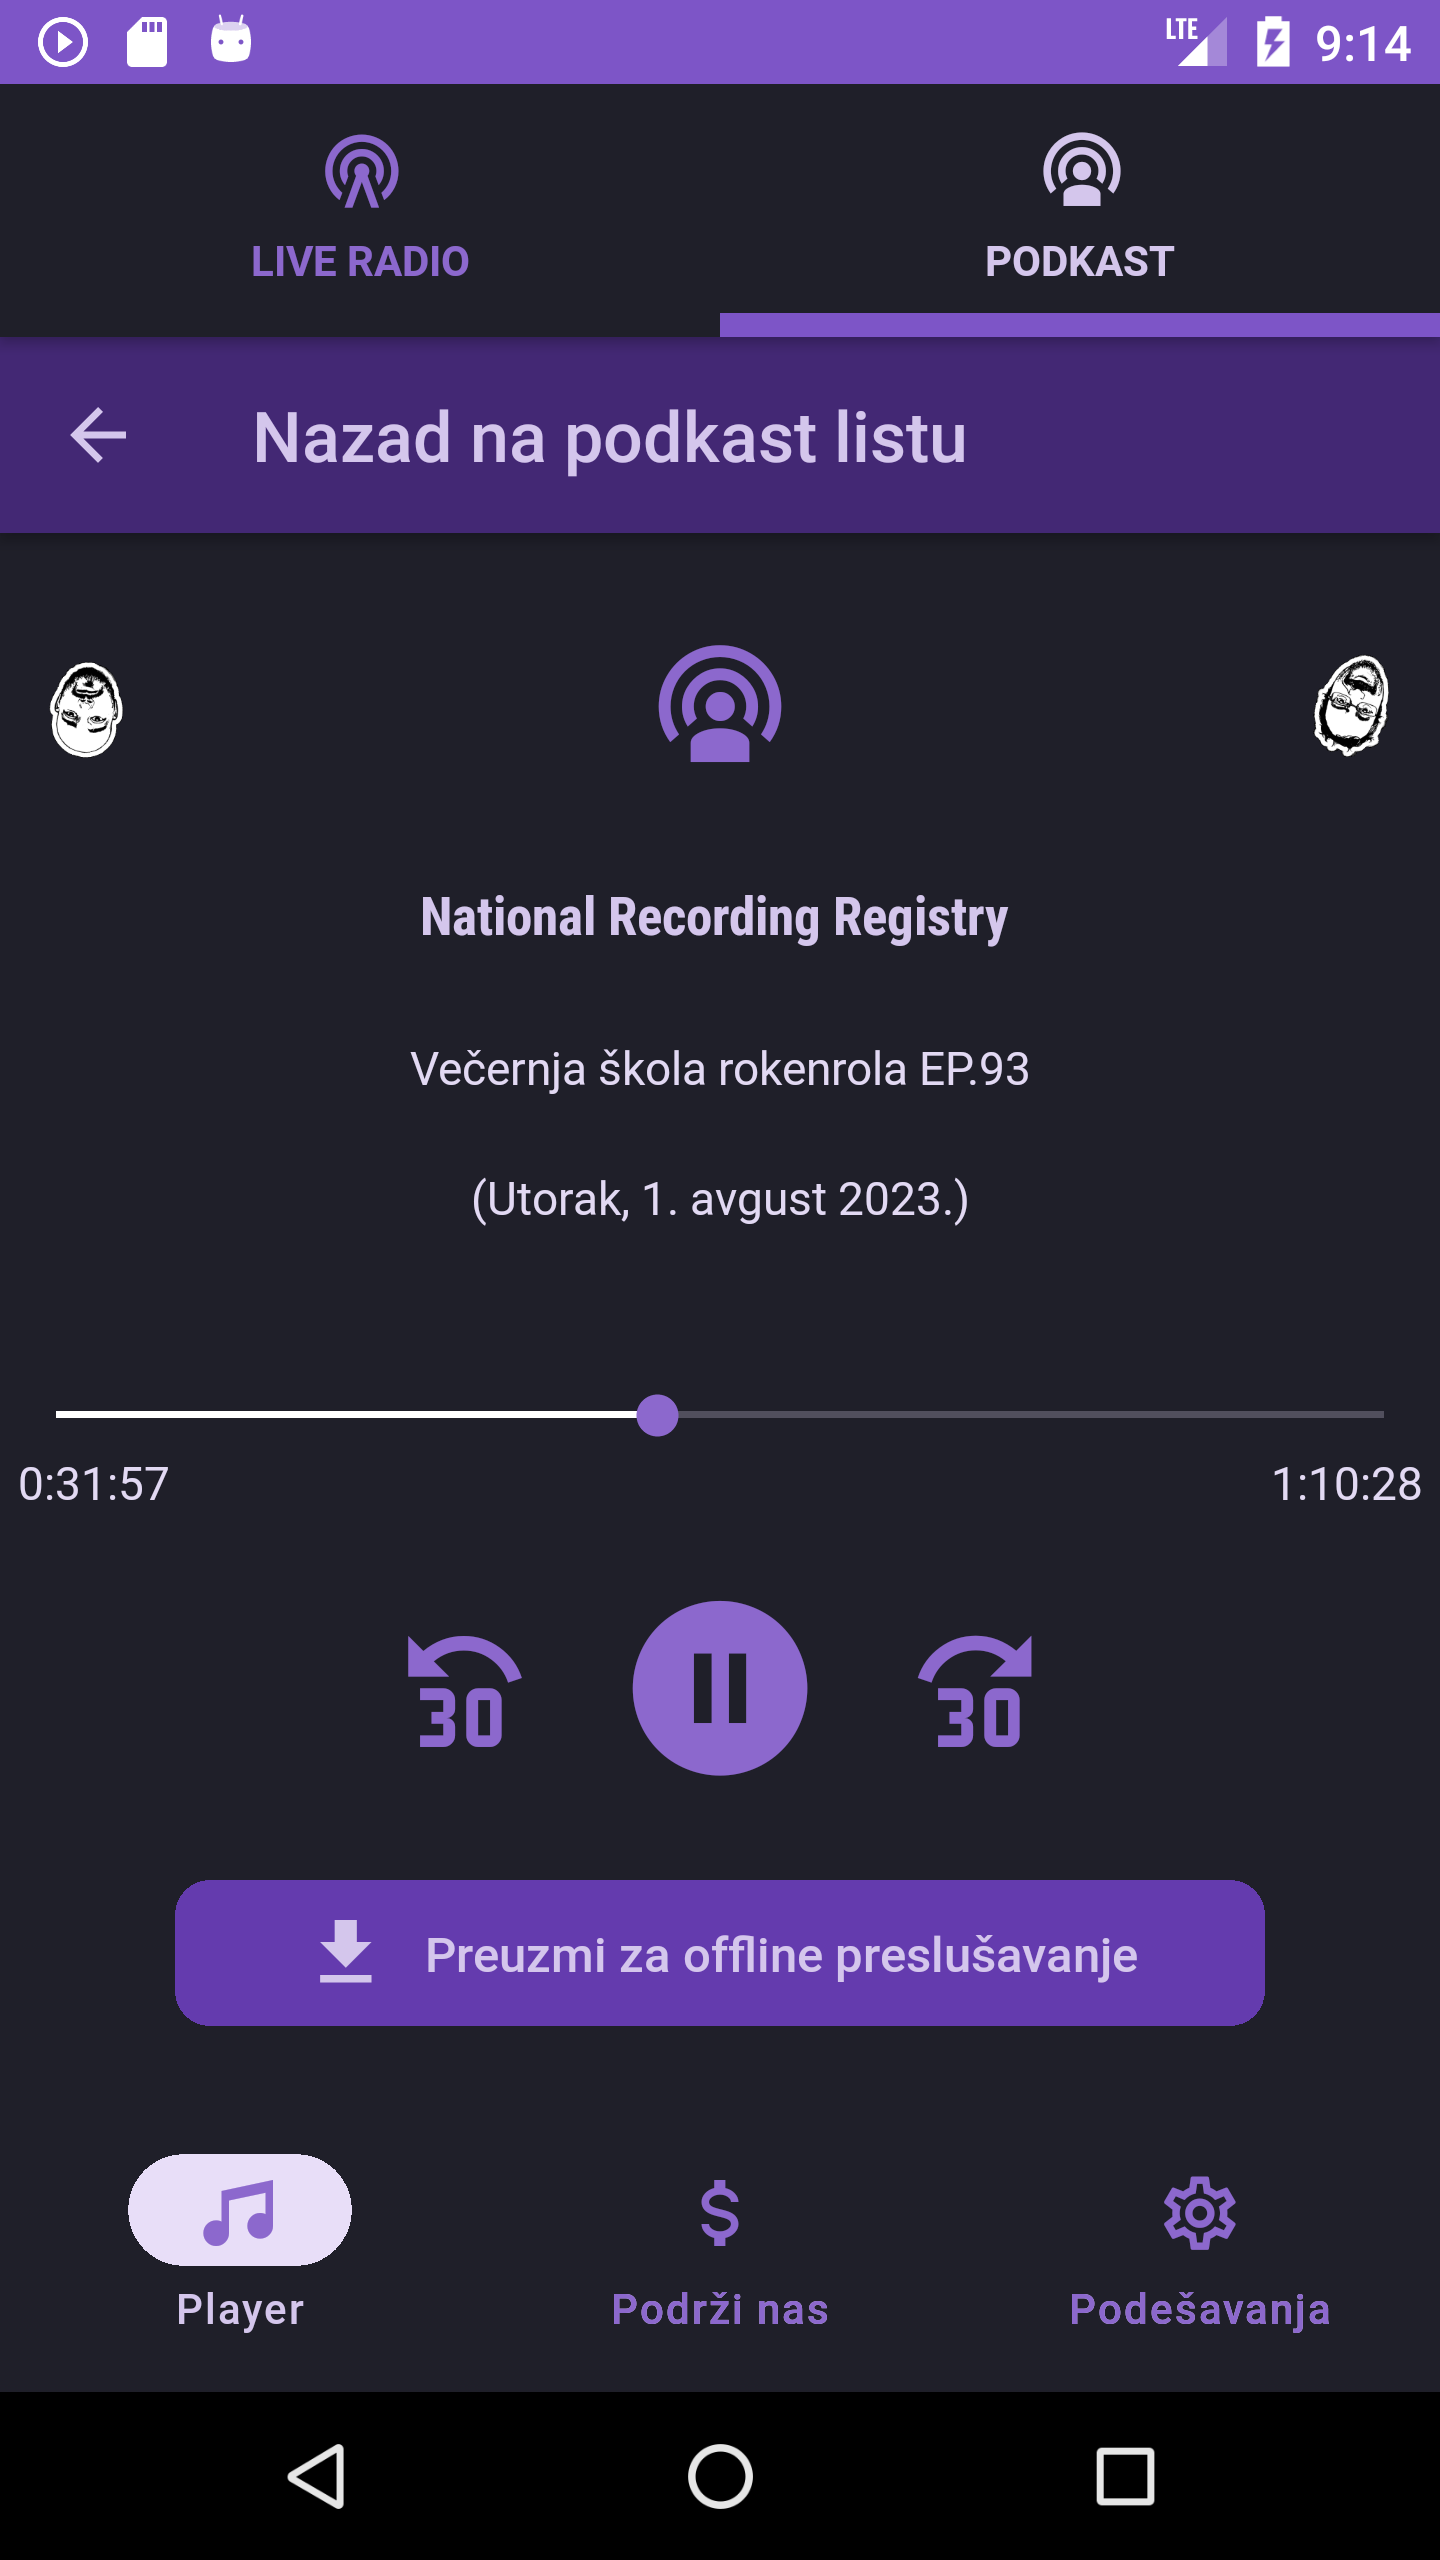 LTE 9:14
LIVE RADIO
PODKAST
Nazad na podkast listu
National Recording Registry
Večernja škola rokenrola EP.93
(Utorak, 1. avgust 2023.)
0:31:57
1:10:28
30
30
Preuzmi za offline preslušavanje
Player
Podrži nas
Podešavanja